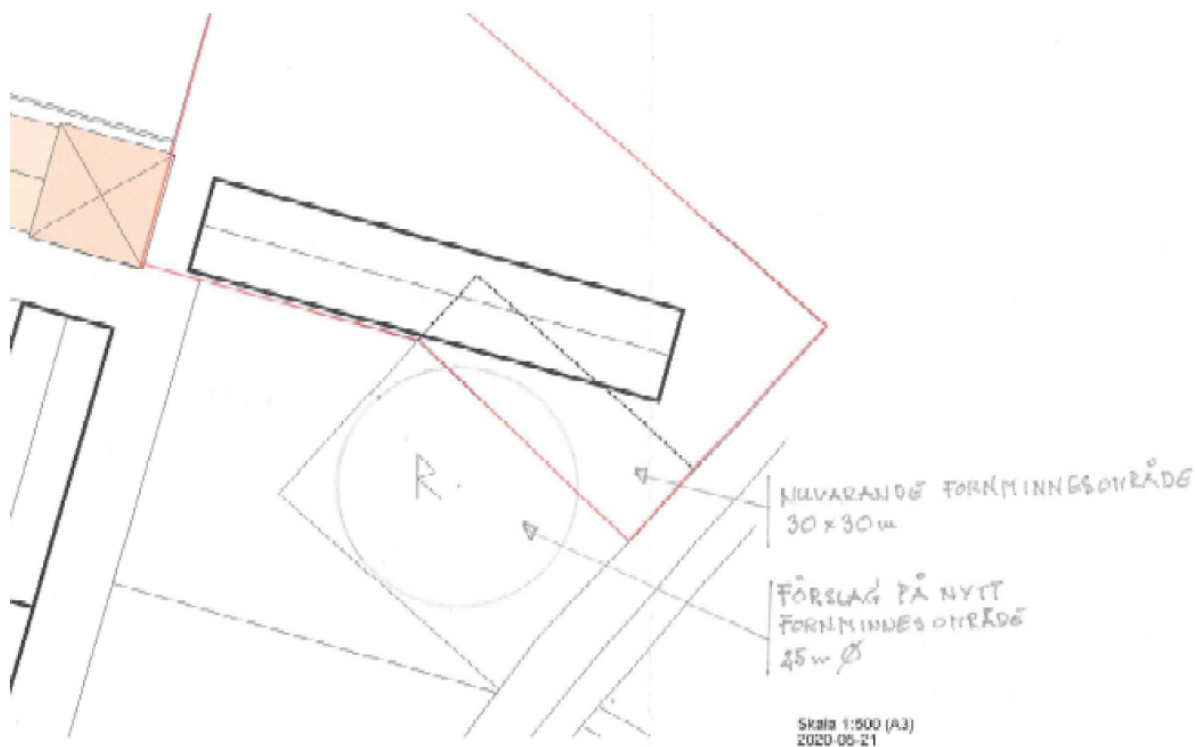 R.
NUVARANDE FORNMINNESOMRÅDE
30 x 30 m
FÖRSLAG PÅ NYTT
FORNMINNESOMRÅDE
25 m Ø
Skala 1:500 (A3)
2020-05-21